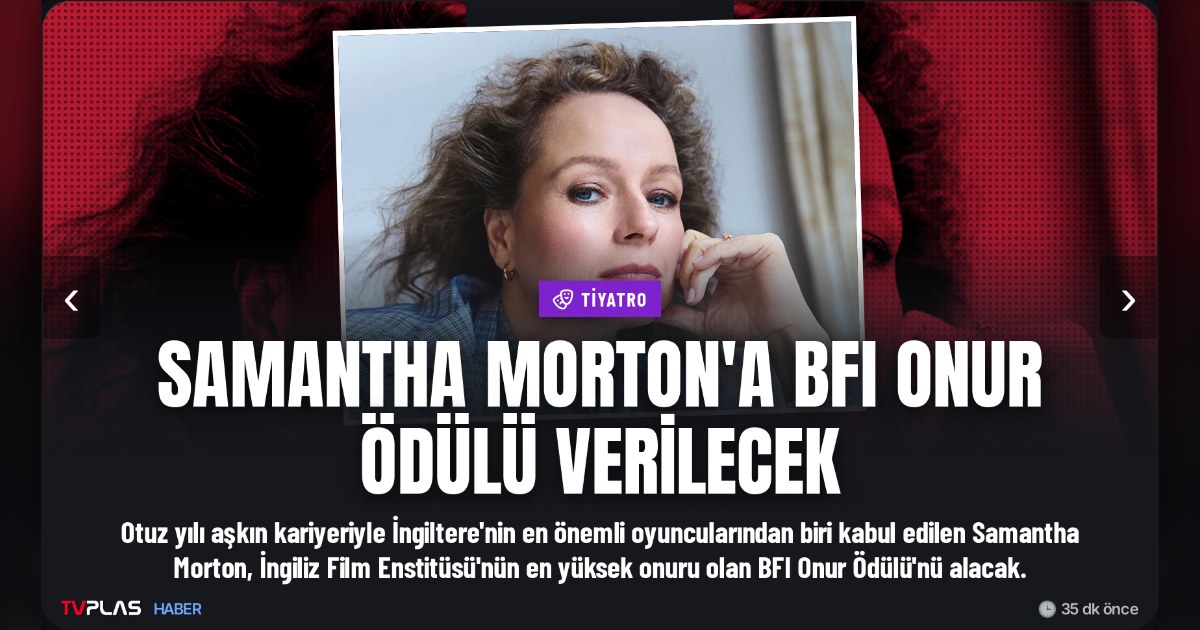 TİYATRO
SAMANTHA MORTON'A BFI ONUR
ÖDÜLÜ VERİLECEK
Otuz yılı aşkın kariyeriyle İngiltere'nin en önemli oyuncularından biri kabul edilen Samantha
Morton, İngiliz Film Enstitüsü'nün en yüksek onuru olan BFI Onur Ödülü'nü alacak.
TVPLAS HABER
35 dk önce